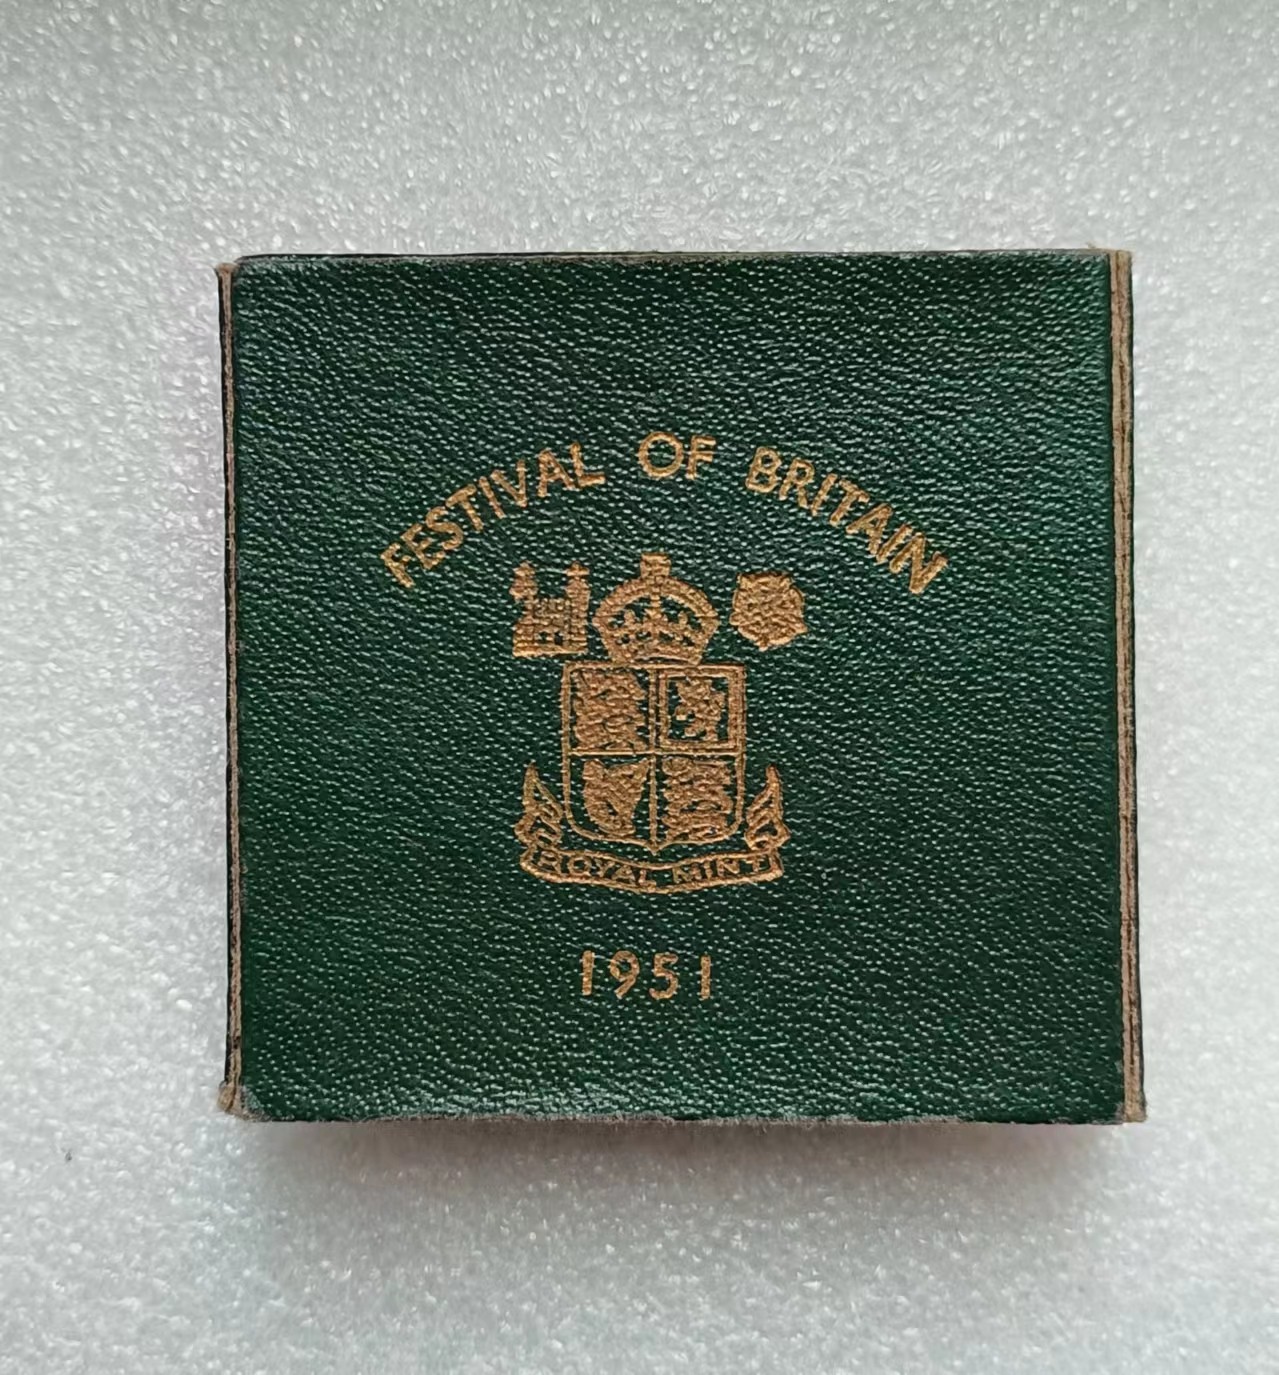 FESTIVAL OF BRITAIN
ROYAL MINT
1951